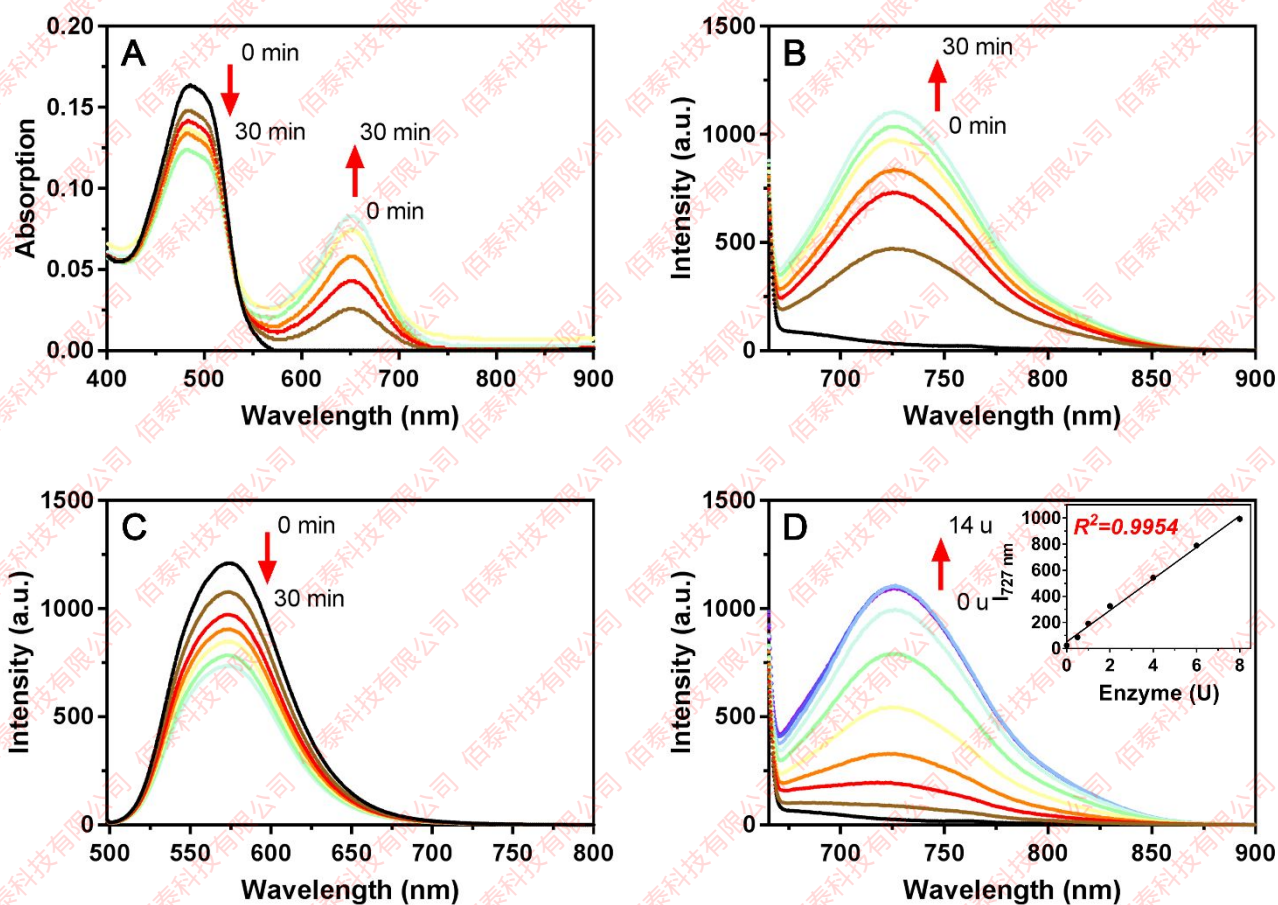 A
0 min
30 min
30 min
0 min
0.20
0.15
0.10
0.05
0.00
Absorption
400 500 600 700 800 900
Wavelength (nm)
B
30 min
0 min
1500
1000
500
0
Intensity (a.u.)
700 750 800 850 900
Wavelength (nm)
C
0 min
30 min
1500
1000
500
0
Intensity (a.u.)
500 550 600 650 700 750 800
Wavelength (nm)
D
14 u
0 u
1500
1000
500
0
Intensity (a.u.)
700 750 800 850 900
Wavelength (nm)
R²=0.9954
1000
800
600
400
200
0
I727 nm
0 2 4 6 8
Enzyme (U)
佰泰科技有限公司